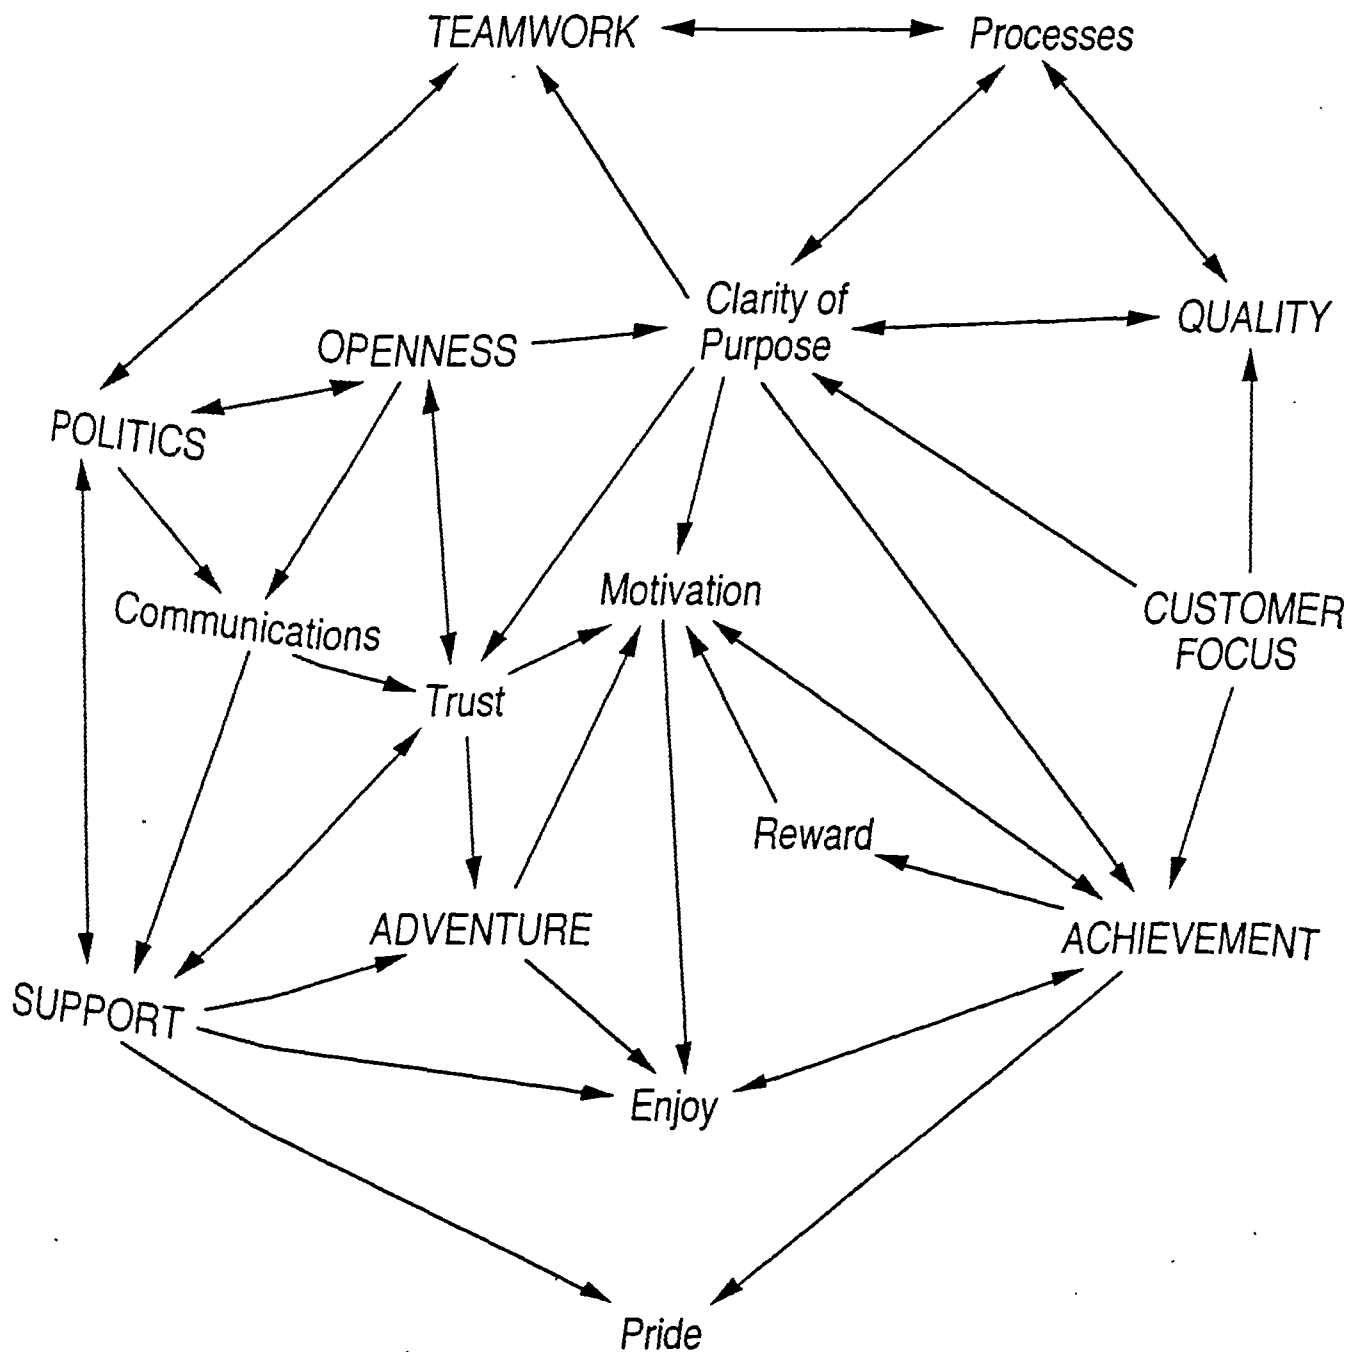 TEAMWORK
Processes
Clarity of
Purpose
QUALITY
OPENNESS
POLITICS
Motivation
Communications
CUSTOMER
FOCUS
Trust
Reward
ADVENTURE
ACHIEVEMENT
SUPPORT
Enjoy
Pride